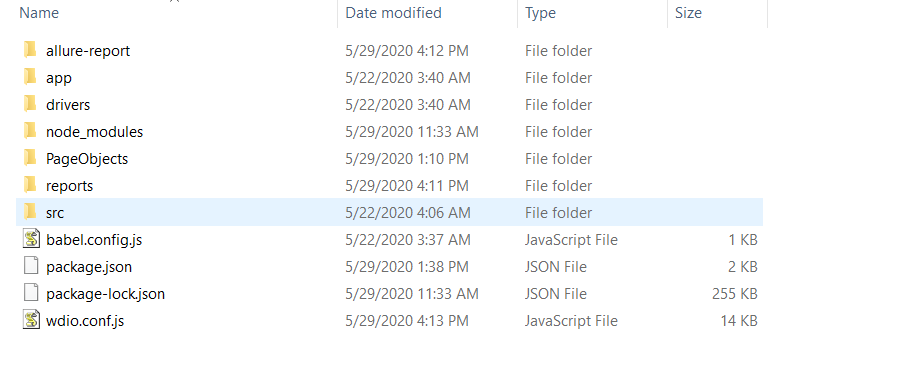 Name Date modified Type Size
allure-report 5/29/2020 4:12 PM File folder
app 5/22/2020 3:40 AM File folder
drivers 5/22/2020 3:40 AM File folder
node_modules 5/29/2020 11:33 AM File folder
PageObjects 5/29/2020 1:10 PM File folder
reports 5/29/2020 4:11 PM File folder
src 5/22/2020 4:06 AM File folder
babel.config.js 5/22/2020 3:37 AM JavaScript File 1 KB
package.json 5/29/2020 1:38 PM JSON File 2 KB
package-lock.json 5/29/2020 11:33 AM JSON File 255 KB
wdio.conf.js 5/29/2020 4:13 PM JavaScript File 14 KB